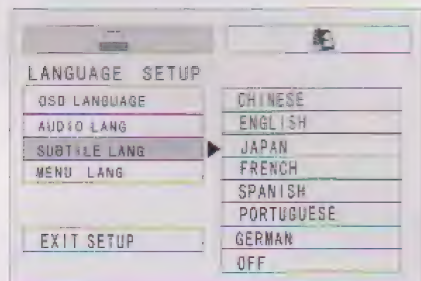 LANGUAGE SETUP
OSD LANGUAGE
AUDIO LANG
SUBTILE LANG
MENU LANG
EXIT SETUP
CHINESE
ENGLISH
JAPAN
FRENCH
SPANISH
PORTUGUESE
GERMAN
OFF